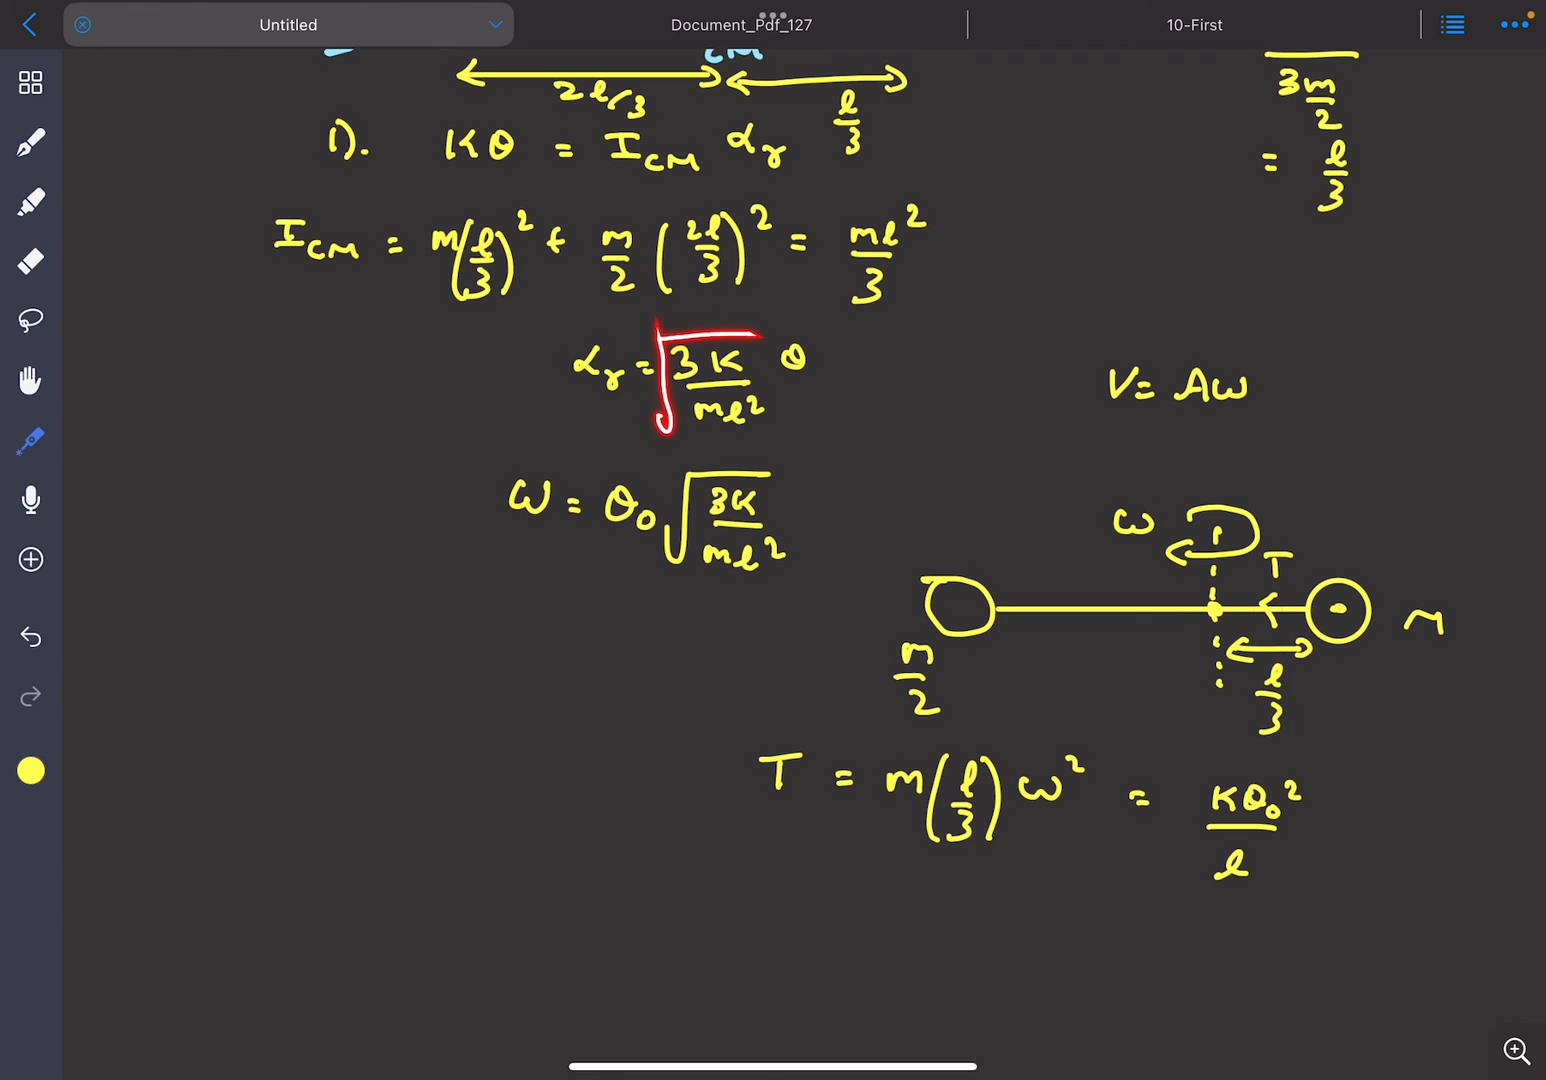 Untitled
Document_Pdf_127
10-First
CM
2l/3
l/3
3m/2
= l/3
1). Kθ = I_CM α_r
I_CM = m(l/3)² + m/2 (2l/3)² = ml²/3
α_r = √3K/ml² θ
V = Aω
ω = θ₀ √3K/ml²
ω
T
m
m/2
l/3
T = m(l/3) ω² = Kθ₀²/l